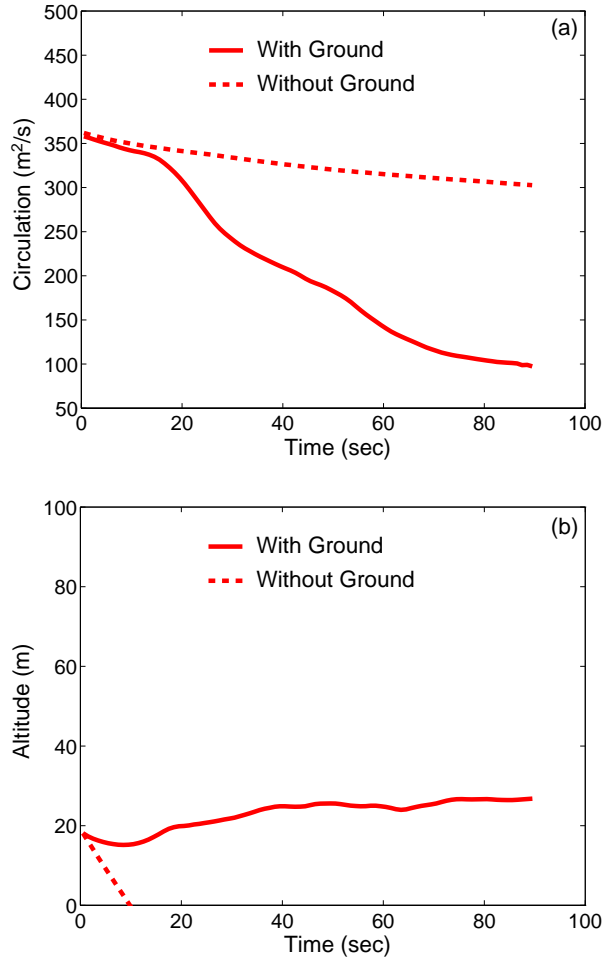 (a)
500
450
400
350
300
250
200
150
100
50
Circulation (m²/s)
With Ground
Without Ground
0 20 40 60 80 100
Time (sec)
(b)
100
80
60
40
20
0
Altitude (m)
With Ground
Without Ground
0 20 40 60 80 100
Time (sec)